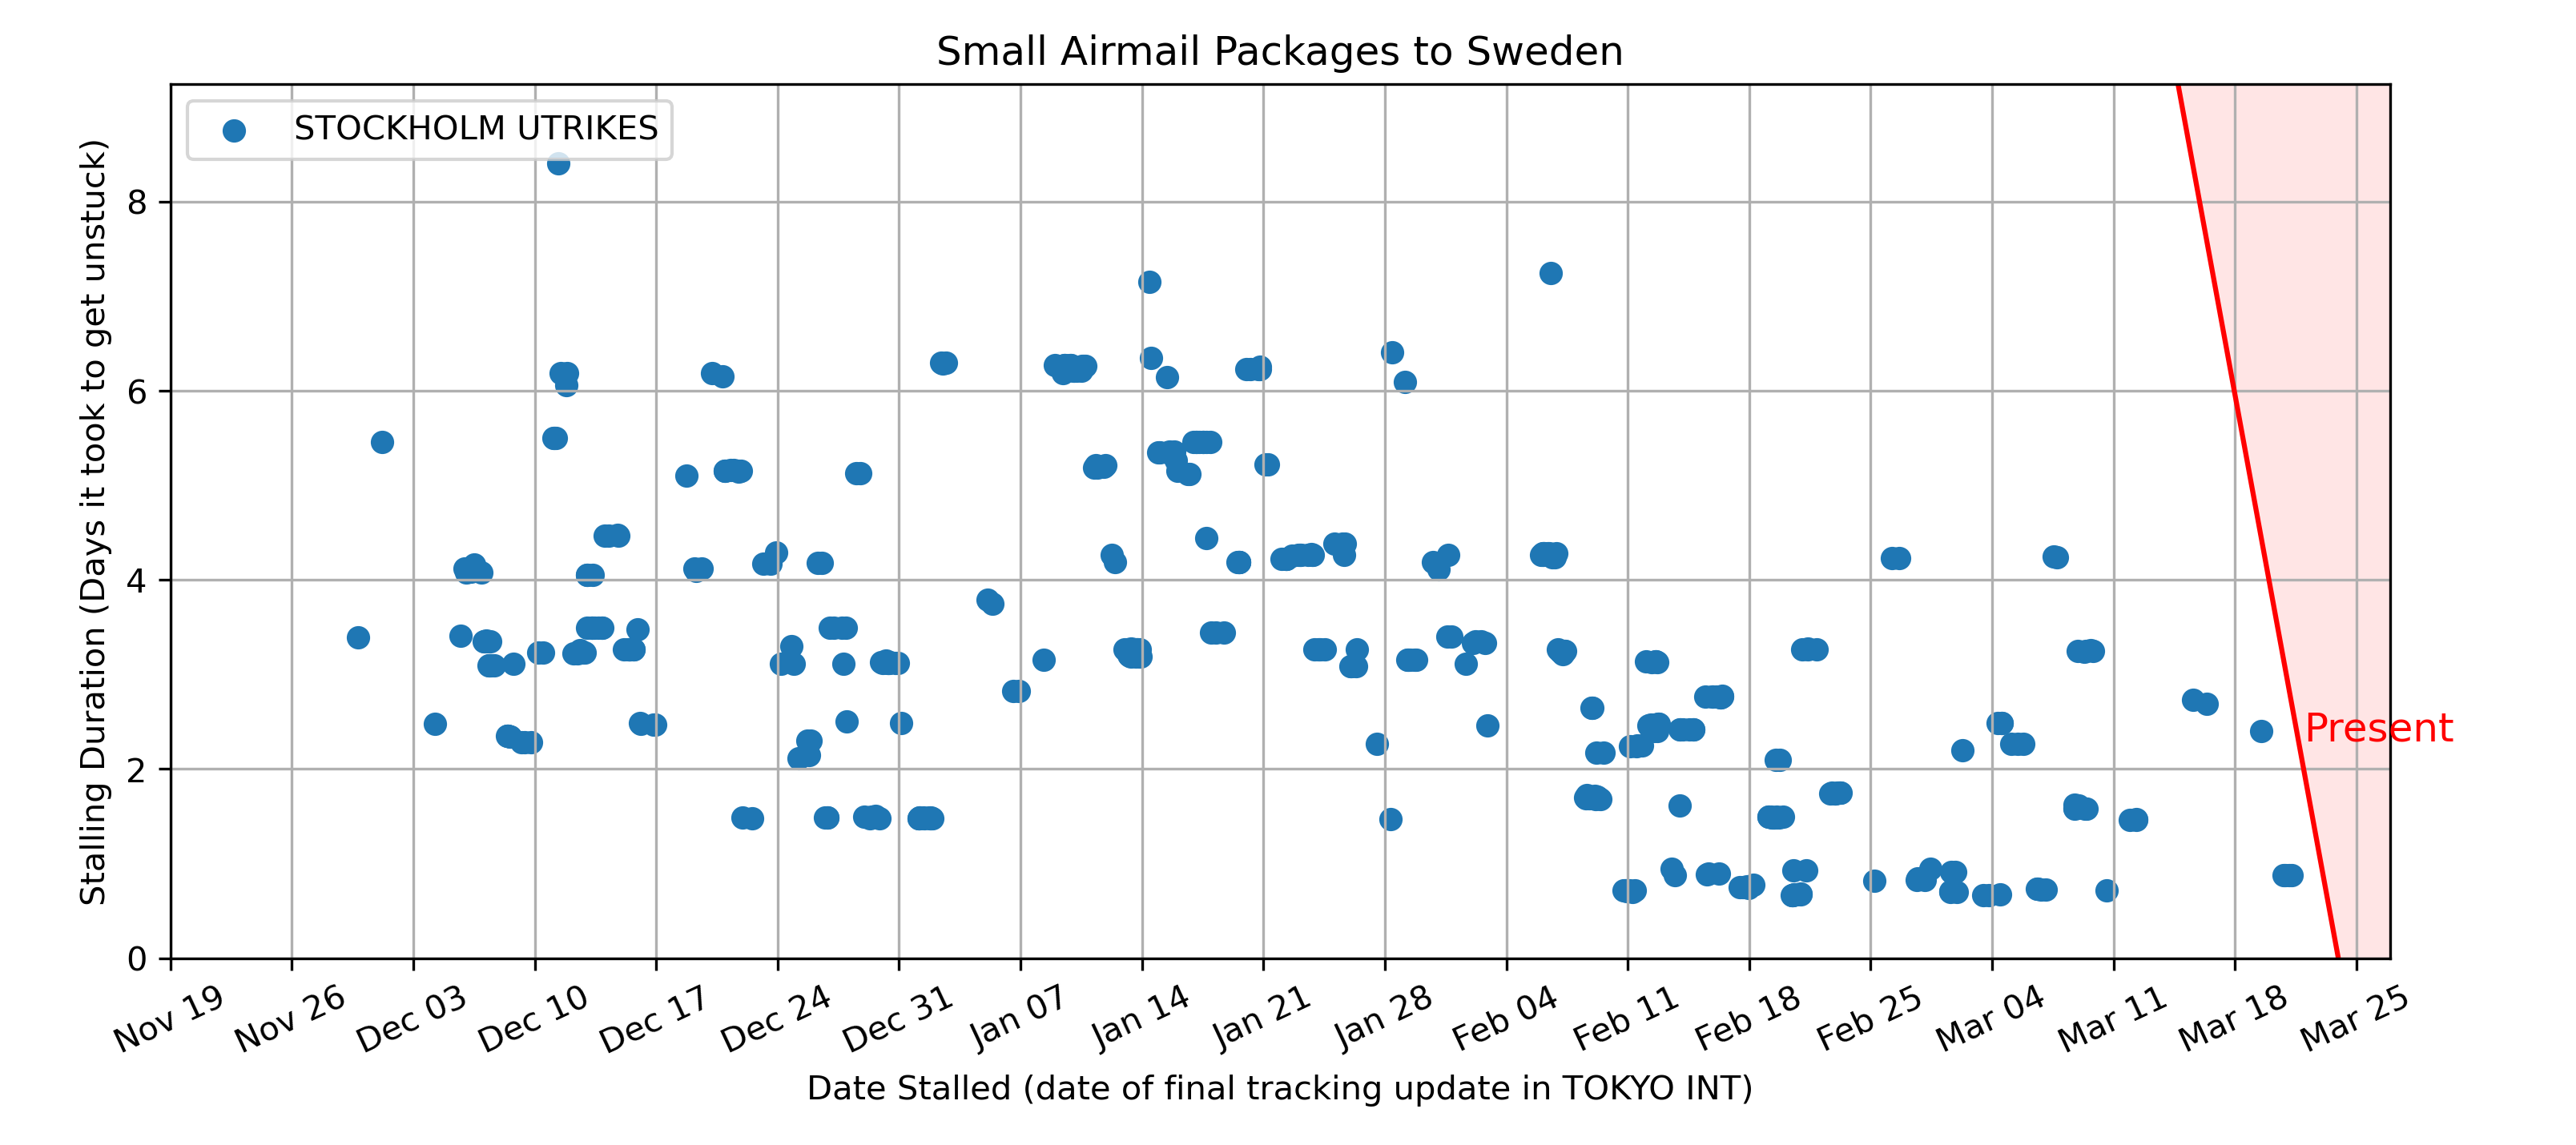 Small Airmail Packages to Sweden
STOCKHOLM UTRIKES
Stalling Duration (Days it took to get unstuck)
8
6
4
2
0
Present
Nov 19
Nov 26
Dec 03
Dec 10
Dec 17
Dec 24
Dec 31
Jan 07
Jan 14
Jan 21
Jan 28
Feb 04
Feb 11
Feb 18
Feb 25
Mar 04
Mar 11
Mar 18
Mar 25
Date Stalled (date of final tracking update in TOKYO INT)